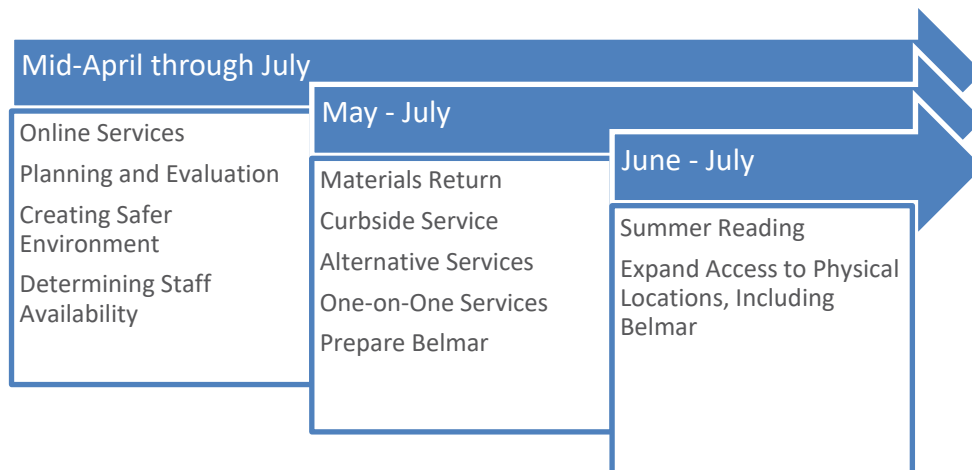 Mid-April through July
Online Services
Planning and Evaluation
Creating Safer
Environment
Determining Staff
Availability
May - July
Materials Return
Curbside Service
Alternative Services
One-on-One Services
Prepare Belmar
June - July
Summer Reading
Expand Access to Physical
Locations, Including
Belmar